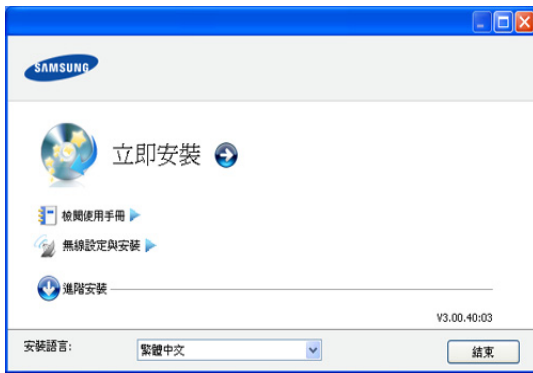 SAMSUNG
立即安裝
檢閱使用手冊
無線設定與安裝
進階安裝
V3.00.40:03
安裝語言:
繁體中文
結束